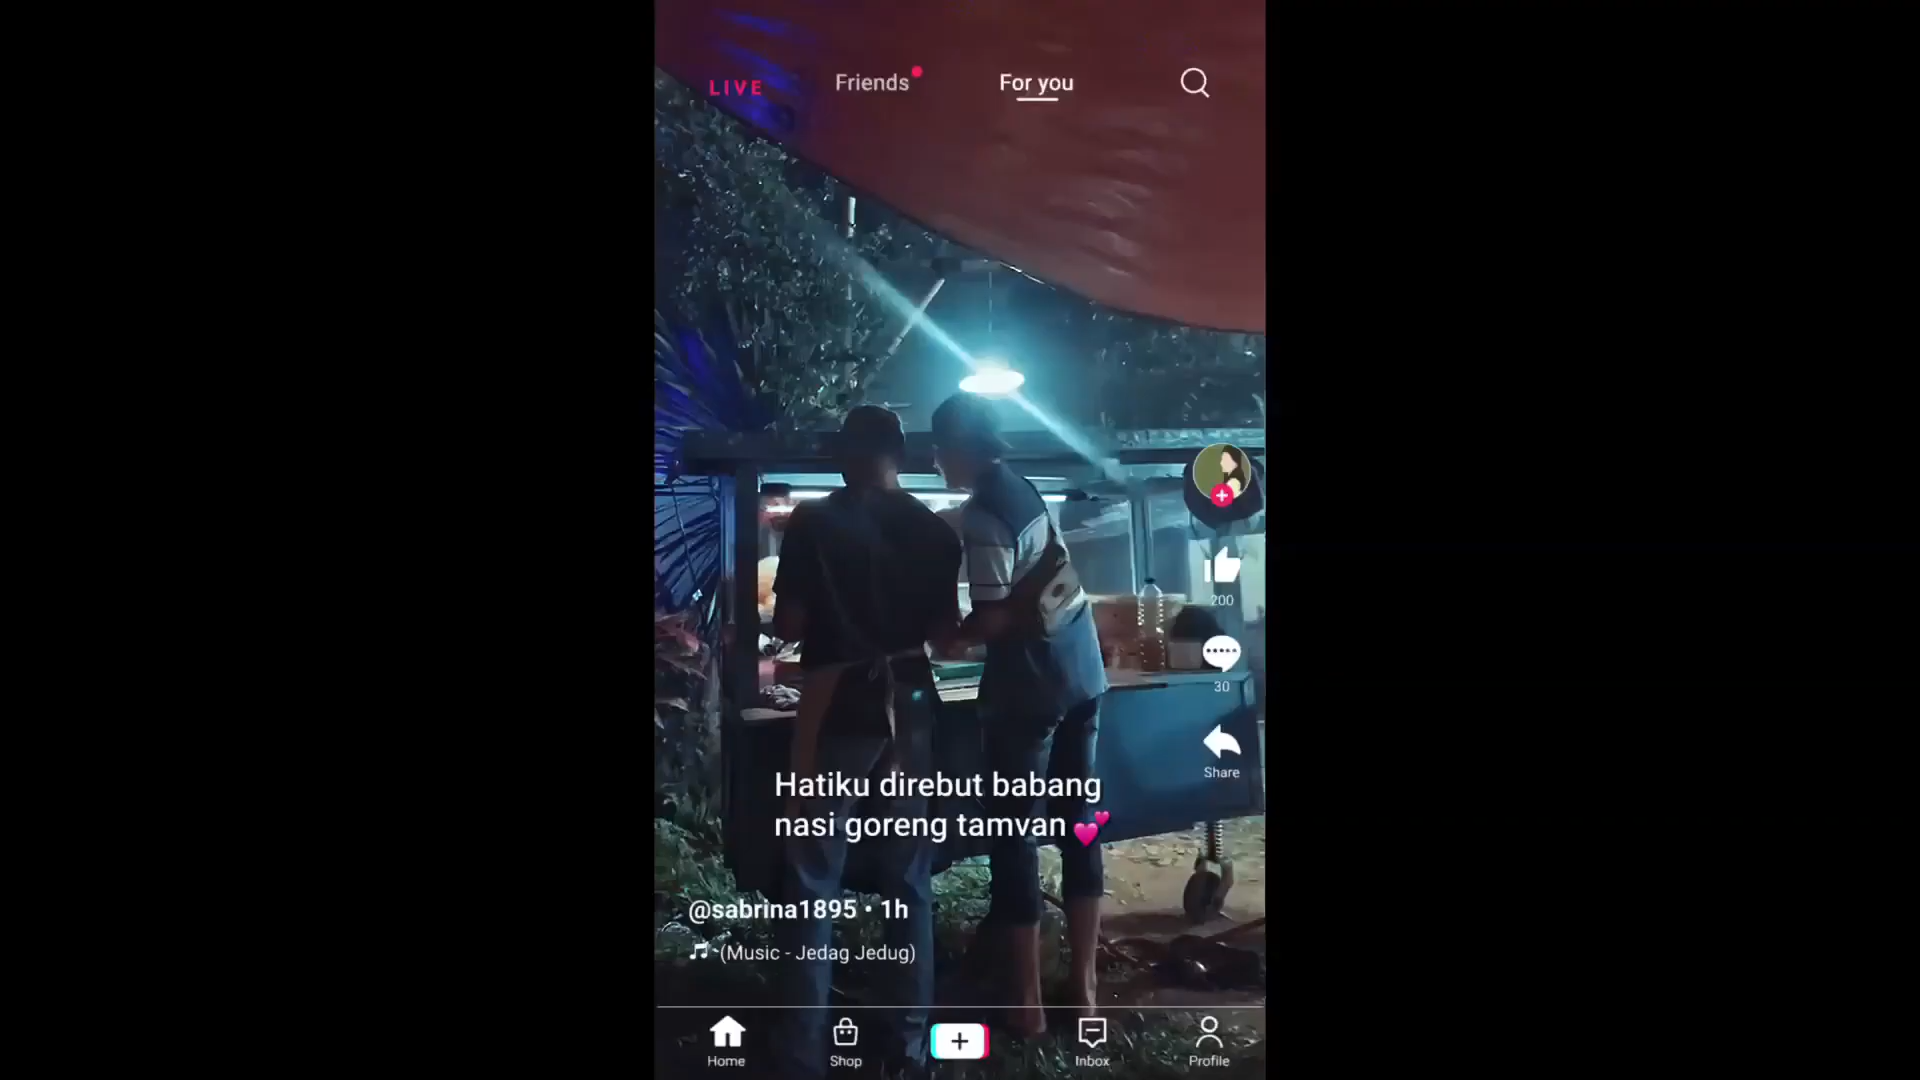 LIVE
Friends
For you
200
30
Share
Hatiku direbut babang
nasi goreng tamvan 💕
@sabrina1895 • 1h
(Music - Jedag Jedug)
Home
Shop
Inbox
Profile